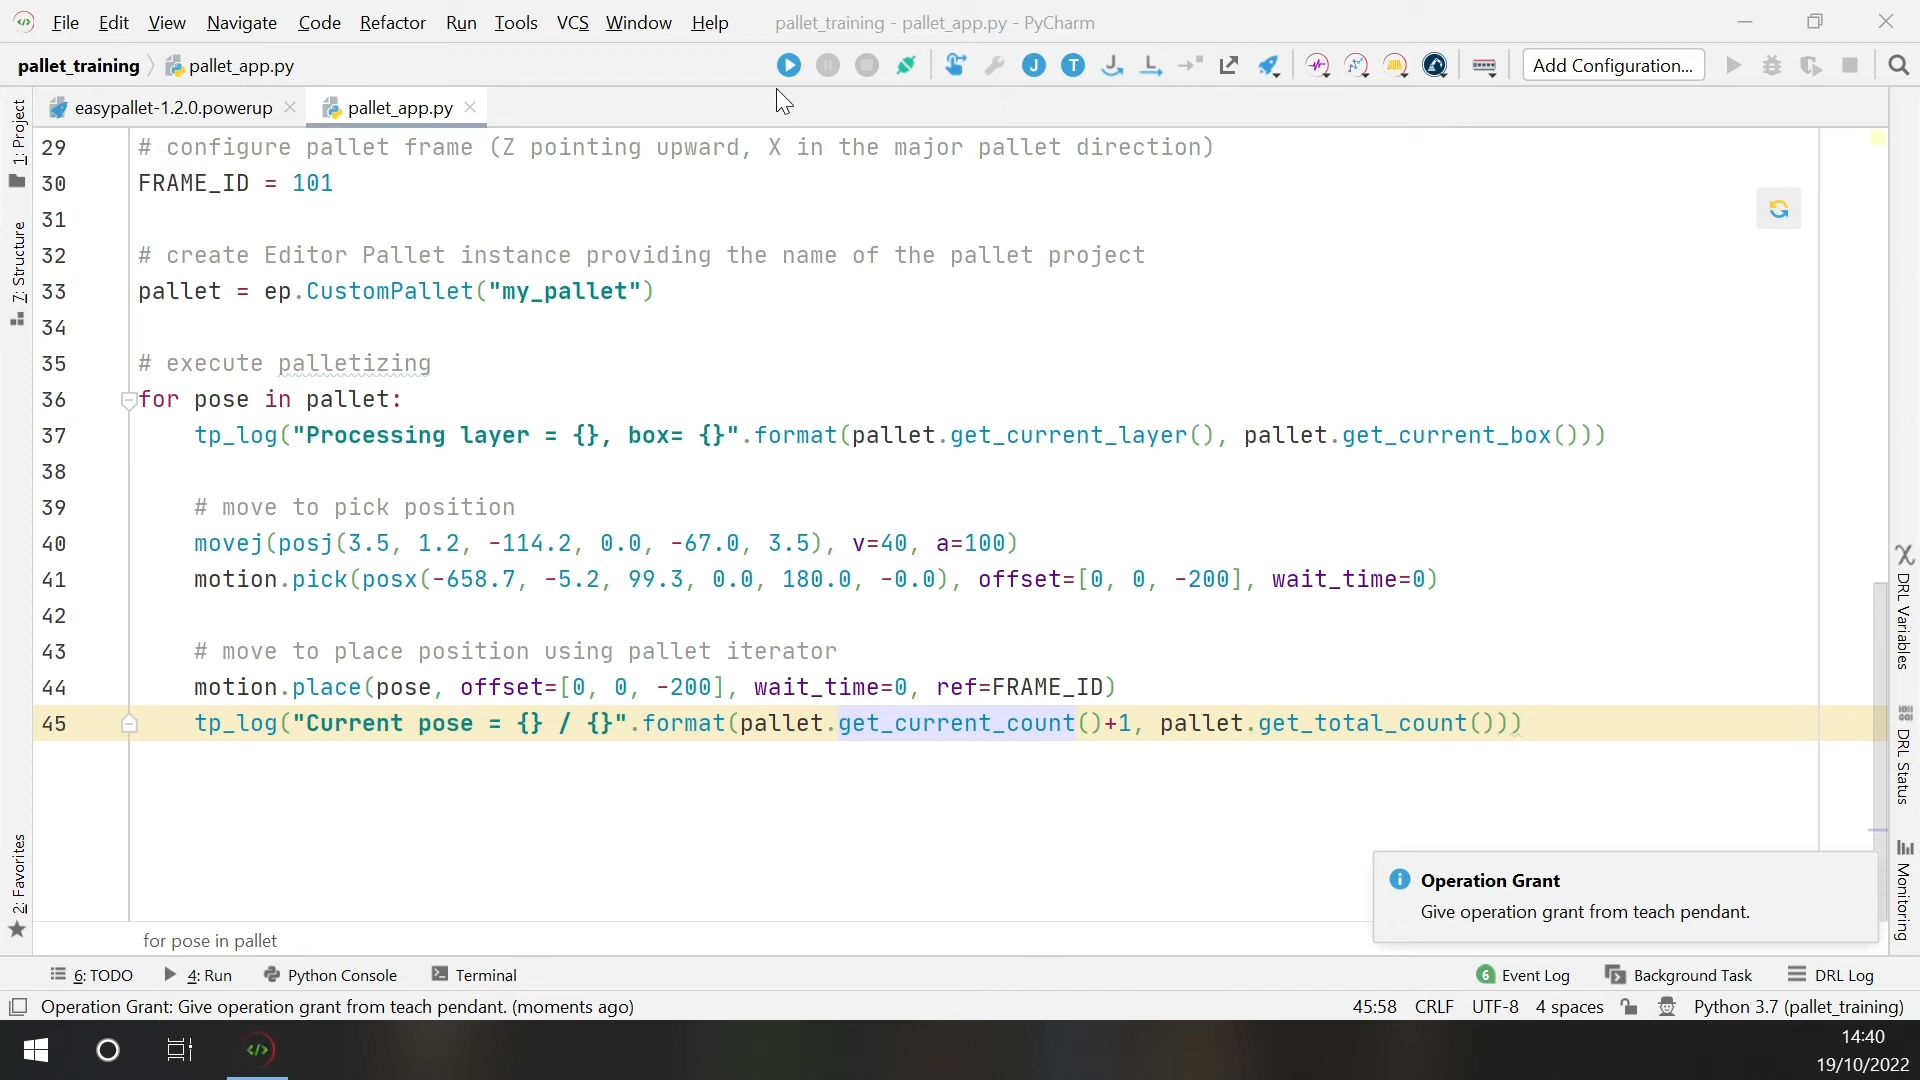 File Edit View Navigate Code Refactor Run Tools VCS Window Help pallet_training - pallet_app.py - PyCharm
pallet_training pallet_app.py J T Add Configuration...
easypallet-1.2.0.powerup pallet_app.py
1: Project
7: Structure
2: Favorites
29 # configure pallet frame (Z pointing upward, X in the major pallet direction)
30 FRAME_ID = 101
31
32 # create Editor Pallet instance providing the name of the pallet project
33 pallet = ep.CustomPallet("my_pallet")
34
35 # execute palletizing
36 for pose in pallet:
37 tp_log("Processing layer = {}, box= {}".format(pallet.get_current_layer(), pallet.get_current_box()))
38
39 # move to pick position
40 movej(posj(3.5, 1.2, -114.2, 0.0, -67.0, 3.5), v=40, a=100)
41 motion.pick(posx(-658.7, -5.2, 99.3, 0.0, 180.0, -0.0), offset=[0, 0, -200], wait_time=0)
42
43 # move to place position using pallet iterator
44 motion.place(pose, offset=[0, 0, -200], wait_time=0, ref=FRAME_ID)
45 tp_log("Current pose = {} / {}".format(pallet.get_current_count()+1, pallet.get_total_count()))
DRL Variables
DRL Status
Monitoring
Operation Grant
Give operation grant from teach pendant.
for pose in pallet
6: TODO 4: Run Python Console Terminal 6 Event Log Background Task DRL Log
Operation Grant: Give operation grant from teach pendant. (moments ago) 45:58 CRLF UTF-8 4 spaces Python 3.7 (pallet_training)
14:40
19/10/2022